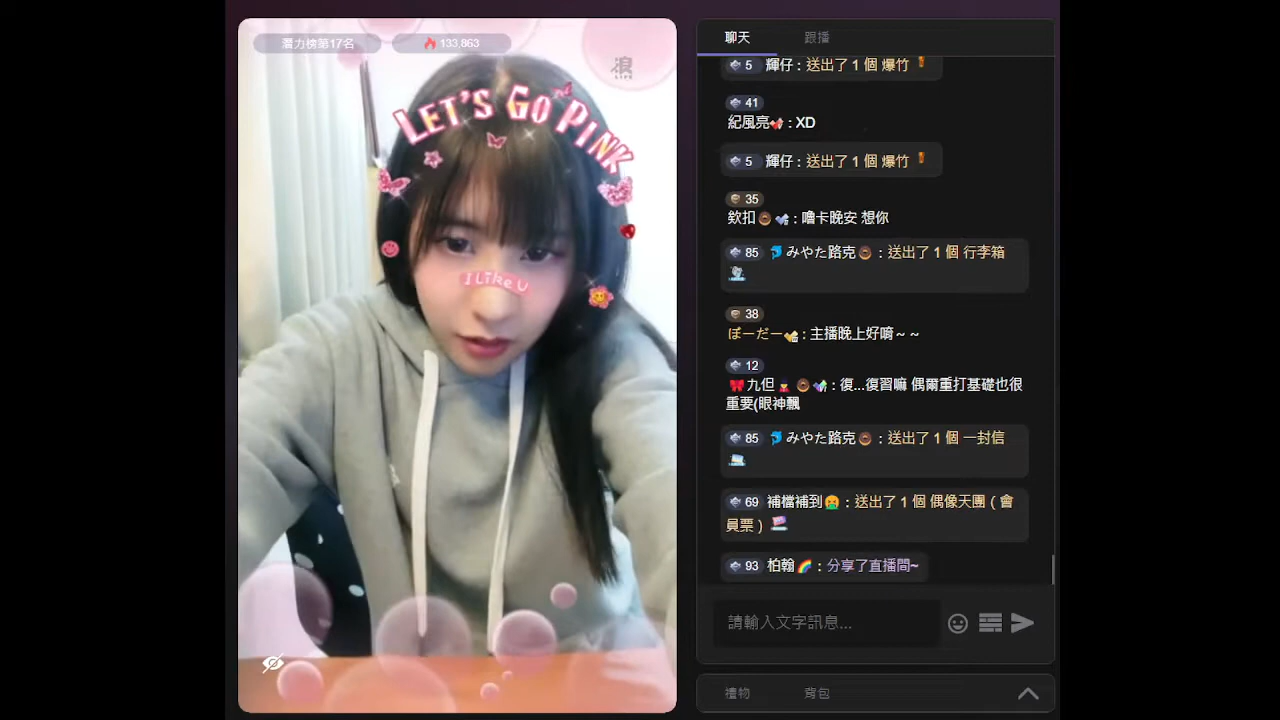 潛力榜第17名
133,863
浪
LIFE
LET'S GO PINK
I Like U
聊天
跟播
5 輝仔 : 送出了 1 個 爆竹
41
紀風亮 : XD
5 輝仔 : 送出了 1 個 爆竹
35
欸扣 : 嚕卡晚安 想你
85 みやた路克 : 送出了 1 個 行李箱
38
ぼーだー : 主播晚上好唷~ ~
12
九但 : 復...復習嘛 偶爾重打基礎也很
重要(眼神飄
85 みやた路克 : 送出了 1 個 一封信
69 補檔補到 : 送出了 1 個 偶像天團 ( 會
員票 )
93 柏翰 : 分享了直播間~
請輸入文字訊息...
禮物
背包